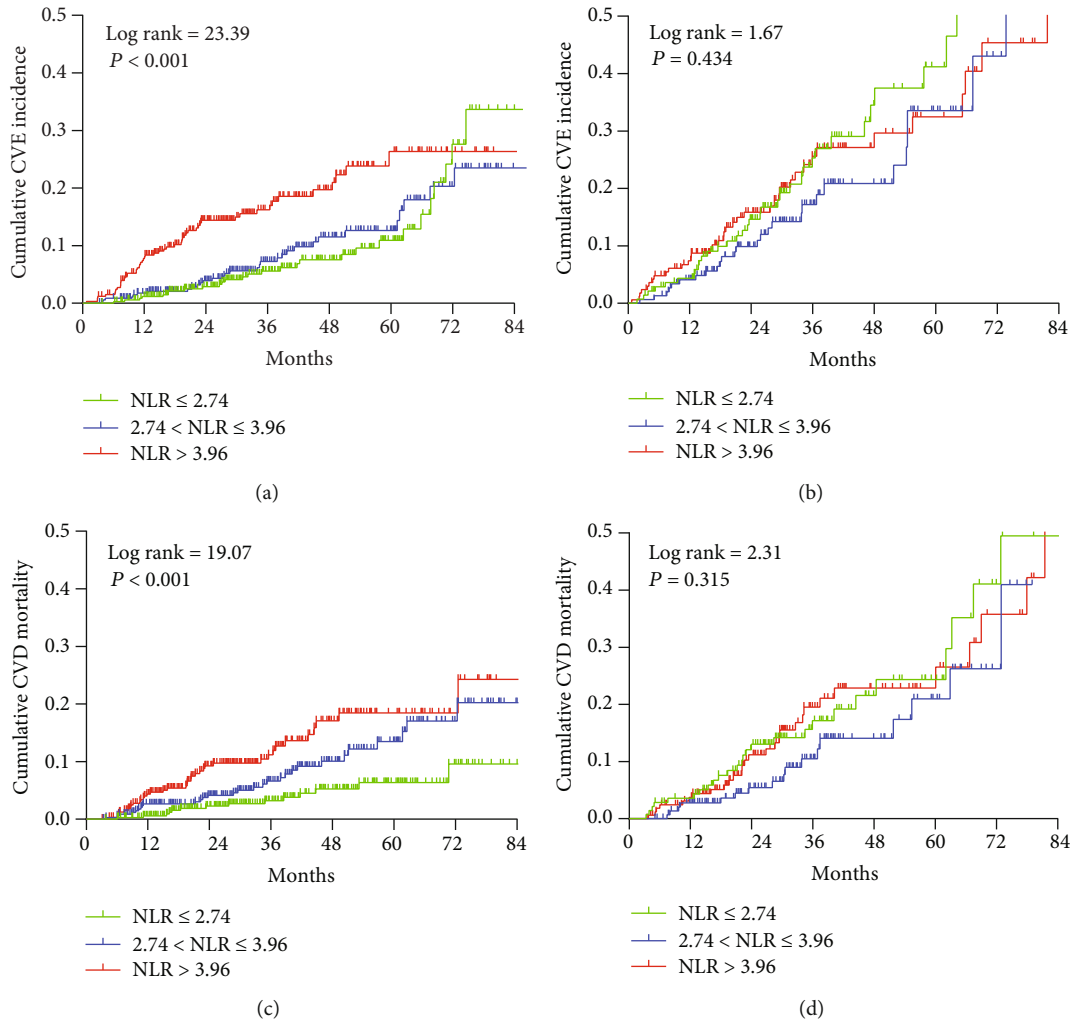 Log rank = 23.39
P < 0.001
Cumulative CVE incidence
0.5
0.4
0.3
0.2
0.1
0.0
0 12 24 36 48 60 72 84
Months
NLR ≤ 2.74
2.74 < NLR ≤ 3.96
NLR > 3.96
(a)
Log rank = 1.67
P = 0.434
Cumulative CVE incidence
0.5
0.4
0.3
0.2
0.1
0.0
0 12 24 36 48 60 72 84
Months
NLR ≤ 2.74
2.74 < NLR ≤ 3.96
NLR > 3.96
(b)
Log rank = 19.07
P < 0.001
Cumulative CVD mortality
0.5
0.4
0.3
0.2
0.1
0.0
0 12 24 36 48 60 72 84
Months
NLR ≤ 2.74
2.74 < NLR ≤ 3.96
NLR > 3.96
(c)
Log rank = 2.31
P = 0.315
Cumulative CVD mortality
0.5
0.4
0.3
0.2
0.1
0.0
0 12 24 36 48 60 72 84
Months
NLR ≤ 2.74
2.74 < NLR ≤ 3.96
NLR > 3.96
(d)